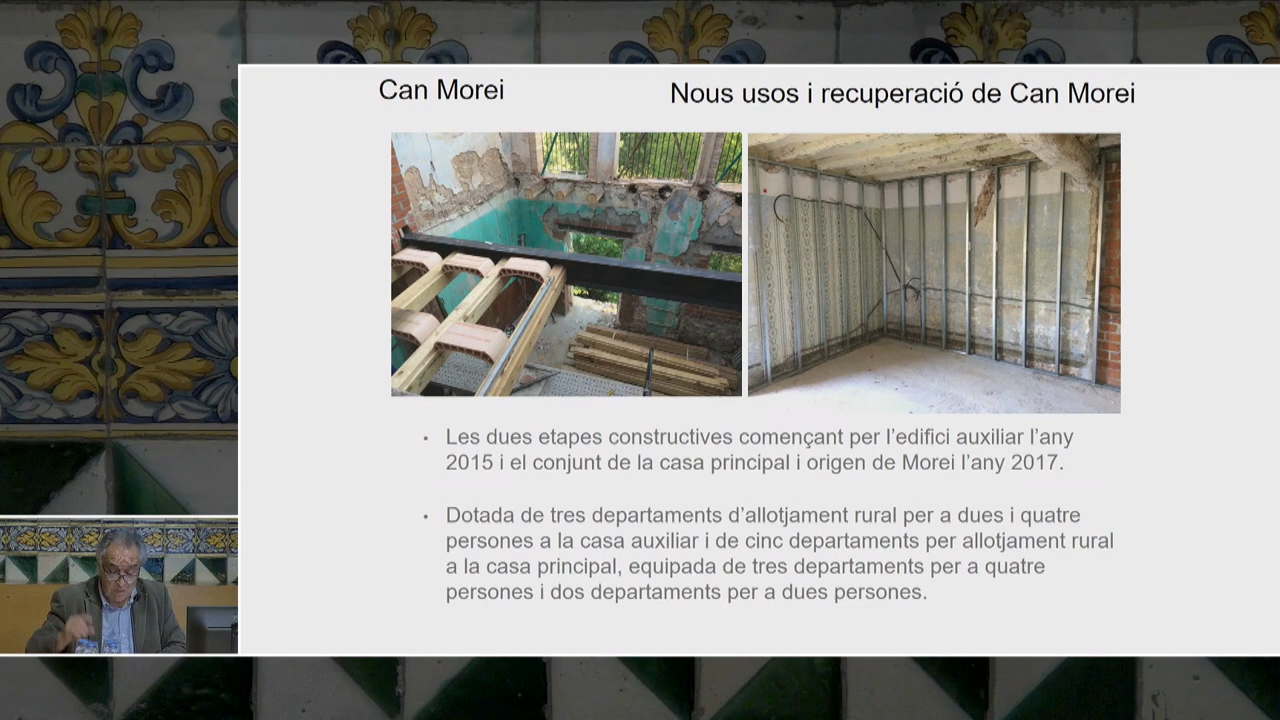 Can Morei
Nous usos i recuperació de Can Morei
• Les dues etapes constructives començant per l’edifici auxiliar l’any
2015 i el conjunt de la casa principal i origen de Morei l’any 2017.
• Dotada de tres departaments d’allotjament rural per a dues i quatre
persones a la casa auxiliar i de cinc departaments per allotjament rural
a la casa principal, equipada de tres departaments per a quatre
persones i dos departaments per a dues persones.